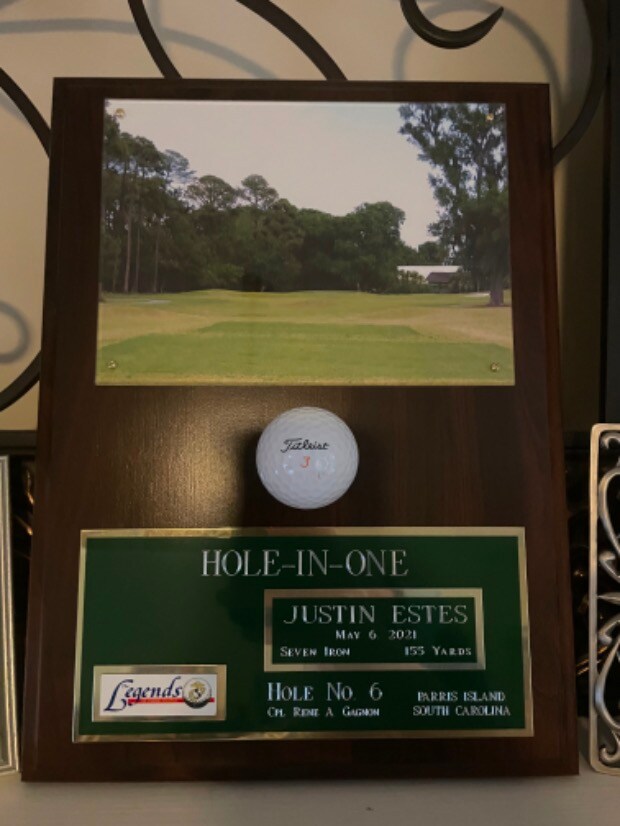 Titleist
3
HOLE-IN-ONE
JUSTIN ESTES
MAY 6, 2021
SEVEN IRON 155 YARDS
Legends
HOLE NO. 6
CPL RENE A. GAGNON
PARRIS ISLAND
SOUTH CAROLINA